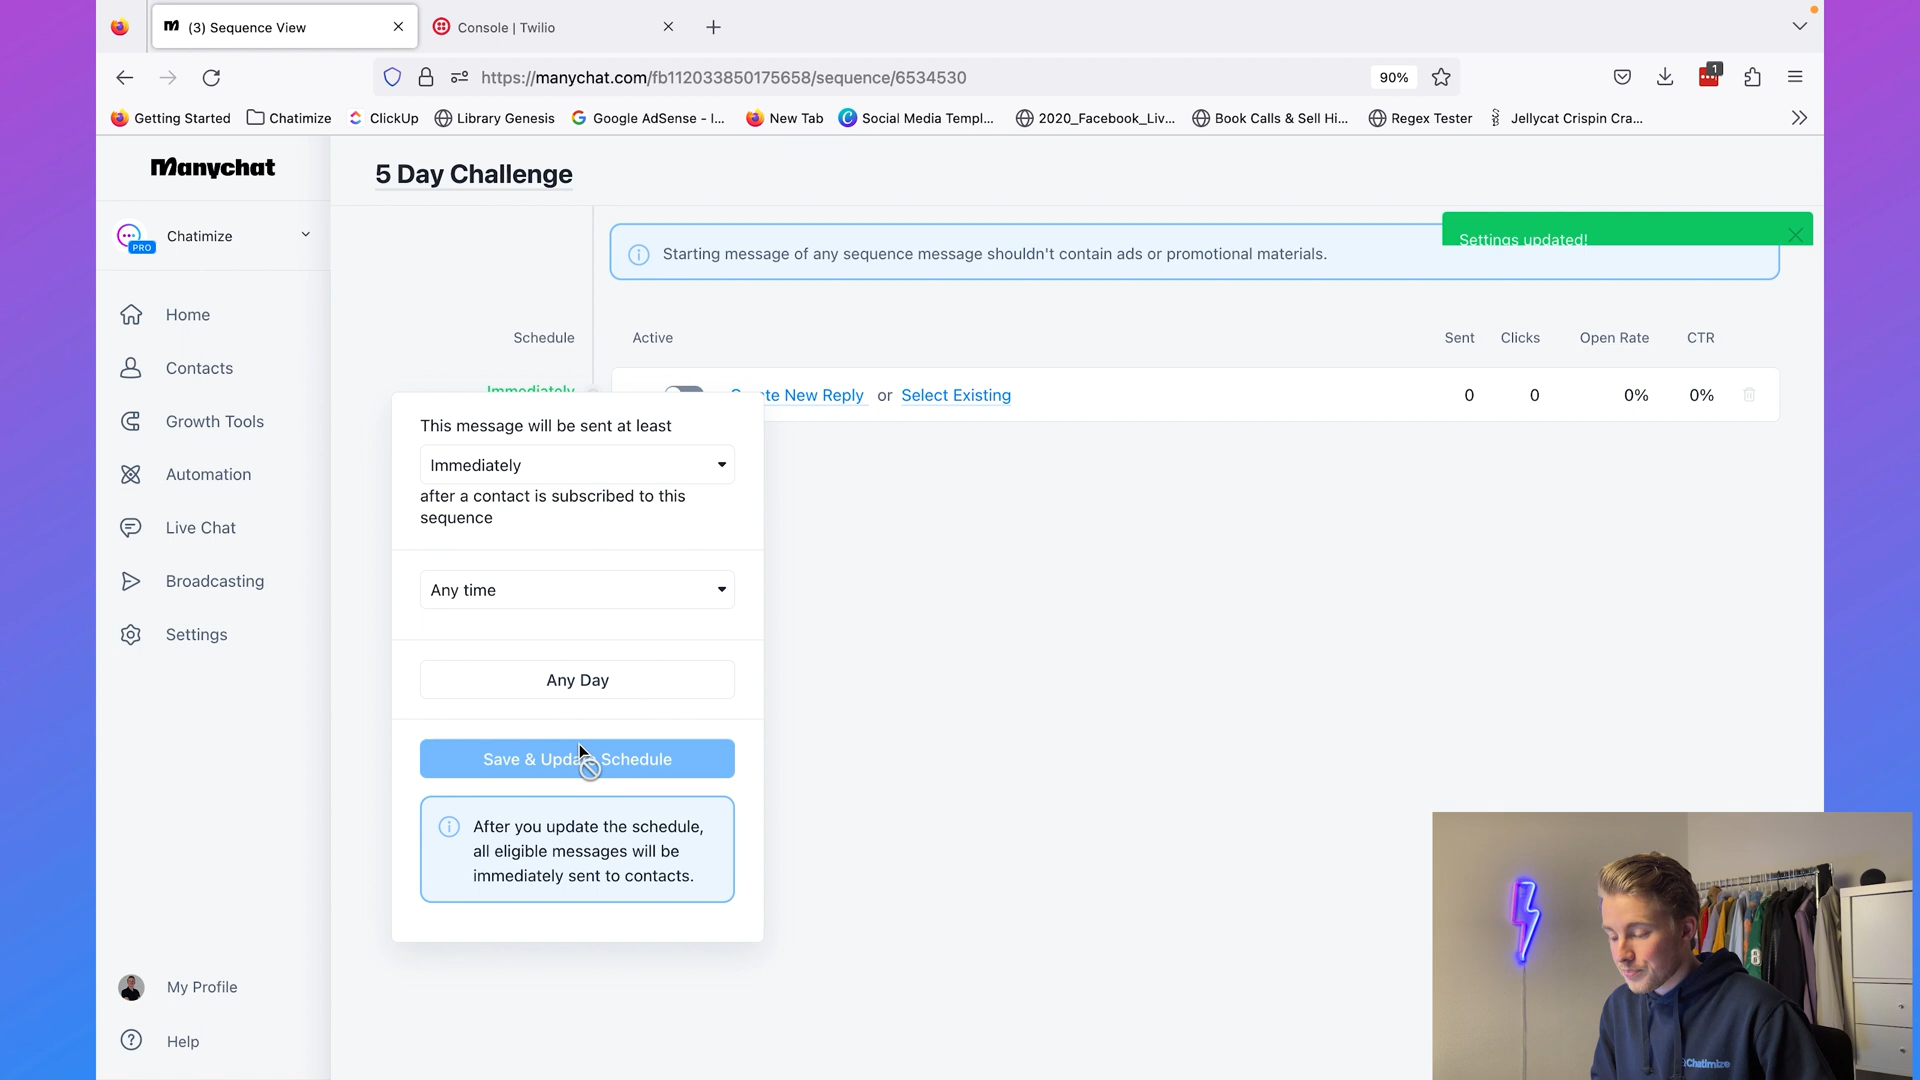 (3) Sequence View
Console | Twilio
https://manychat.com/fb112033850175658/sequence/6534530
90%
1
Getting Started
Chatimize
ClickUp
Library Genesis
Google AdSense - I...
New Tab
Social Media Templ...
2020_Facebook_Liv...
Book Calls & Sell Hi...
Regex Tester
Jellycat Crispin Cra...
Manychat
5 Day Challenge
Chatimize
PRO
Starting message of any sequence message shouldn't contain ads or promotional materials.
Settings updated!
Home
Contacts
Growth Tools
Automation
Live Chat
Broadcasting
Settings
My Profile
Help
Schedule
Active
Sent
Clicks
Open Rate
CTR
Immediately
Create New Reply or Select Existing
0
0
0%
0%
This message will be sent at least
Immediately
after a contact is subscribed to this
sequence
Any time
Any Day
Save & Update Schedule
After you update the schedule,
all eligible messages will be
immediately sent to contacts.
Chatimize